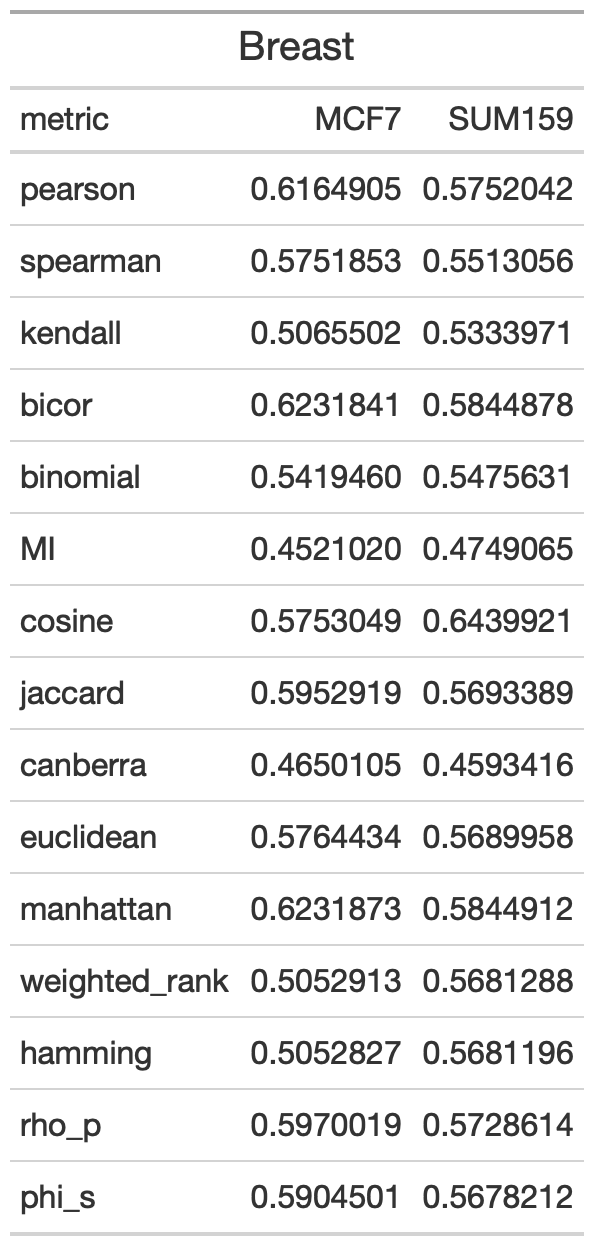 Breast
metric MCF7 SUM159
pearson 0.6164905 0.5752042
spearman 0.5751853 0.5513056
kendall 0.5065502 0.5333971
bicor 0.6231841 0.5844878
binomial 0.5419460 0.5475631
MI 0.4521020 0.4749065
cosine 0.5753049 0.6439921
jaccard 0.5952919 0.5693389
canberra 0.4650105 0.4593416
euclidean 0.5764434 0.5689958
manhattan 0.6231873 0.5844912
weighted_rank 0.5052913 0.5681288
hamming 0.5052827 0.5681196
rho_p 0.5970019 0.5728614
phi_s 0.5904501 0.5678212